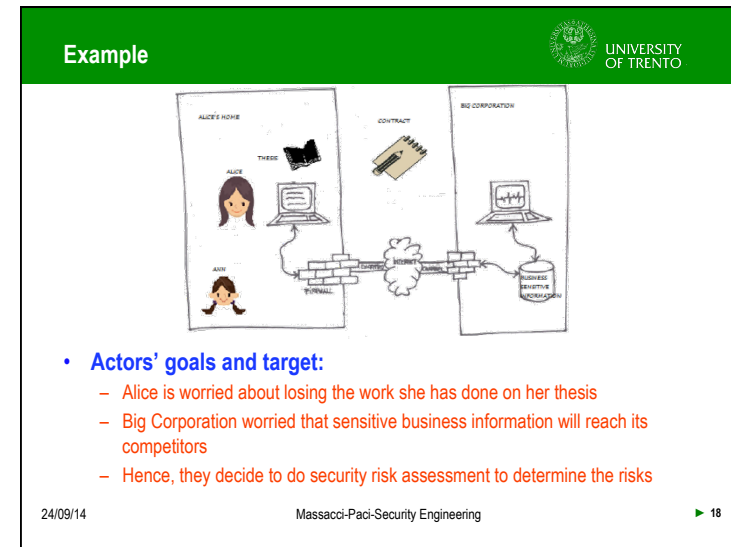 Example
UNIVERSITY
OF TRENTO
ALICE'S HOME
CONTRACT
BIG CORPORATION
THESIS
ALICE
ANN
FIREWALL
INTERNET
BUSINESS
SENSITIVE
INFORMATION
• Actors' goals and target:
– Alice is worried about losing the work she has done on her thesis
– Big Corporation worried that sensitive business information will reach its
competitors
– Hence, they decide to do security risk assessment to determine the risks
24/09/14
Massacci-Paci-Security Engineering
► 18